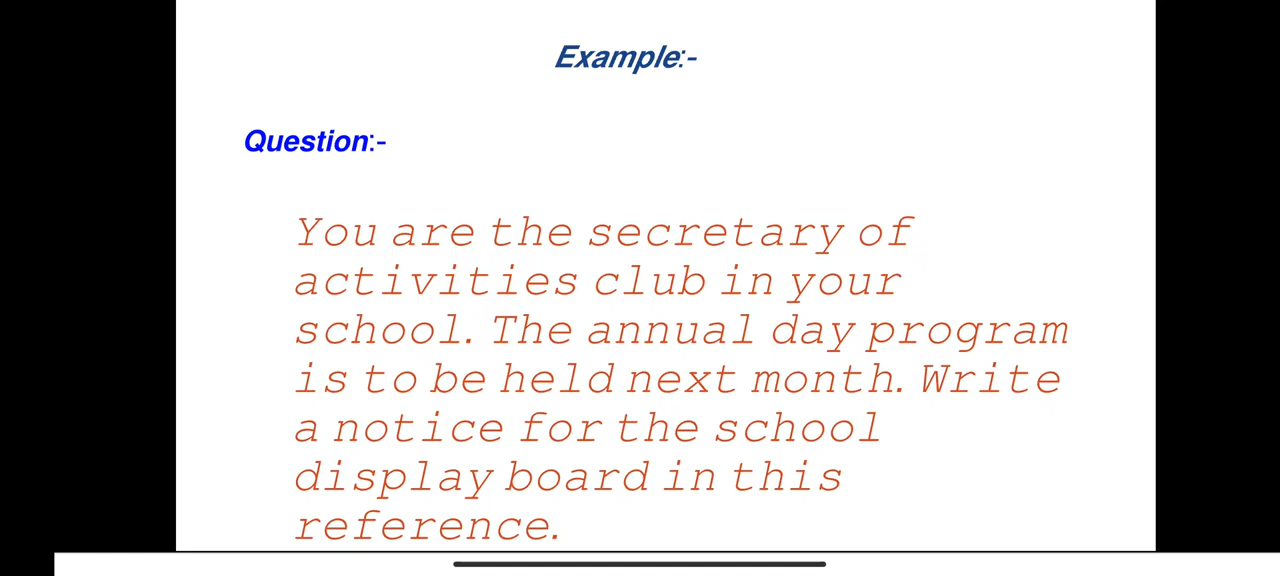 Example:-
Question:-
You are the secretary of
activities club in your
school. The annual day program
is to be held next month. Write
a notice for the school
display board in this
reference.